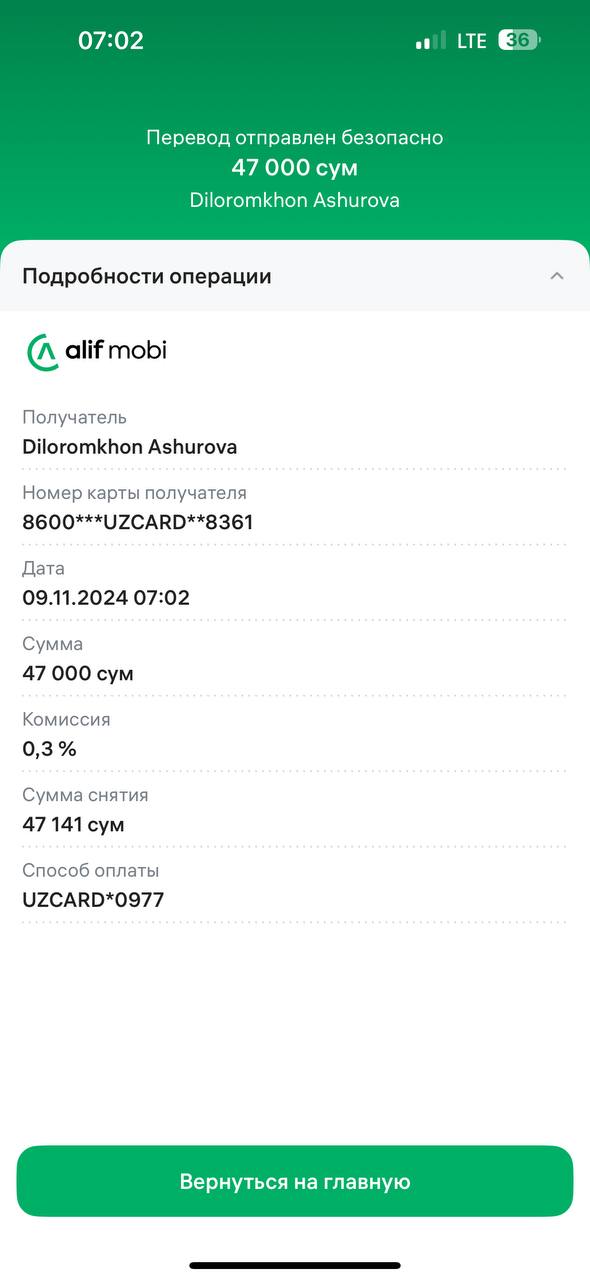 07:02 LTE 36
Перевод отправлен безопасно
47 000 сум
Diloromkhon Ashurova
Подробности операции
alif mobi
Получатель
Diloromkhon Ashurova
Номер карты получателя
8600***UZCARD**8361
Дата
09.11.2024 07:02
Сумма
47 000 сум
Комиссия
0,3 %
Сумма снятия
47 141 сум
Способ оплаты
UZCARD*0977
Вернуться на главную